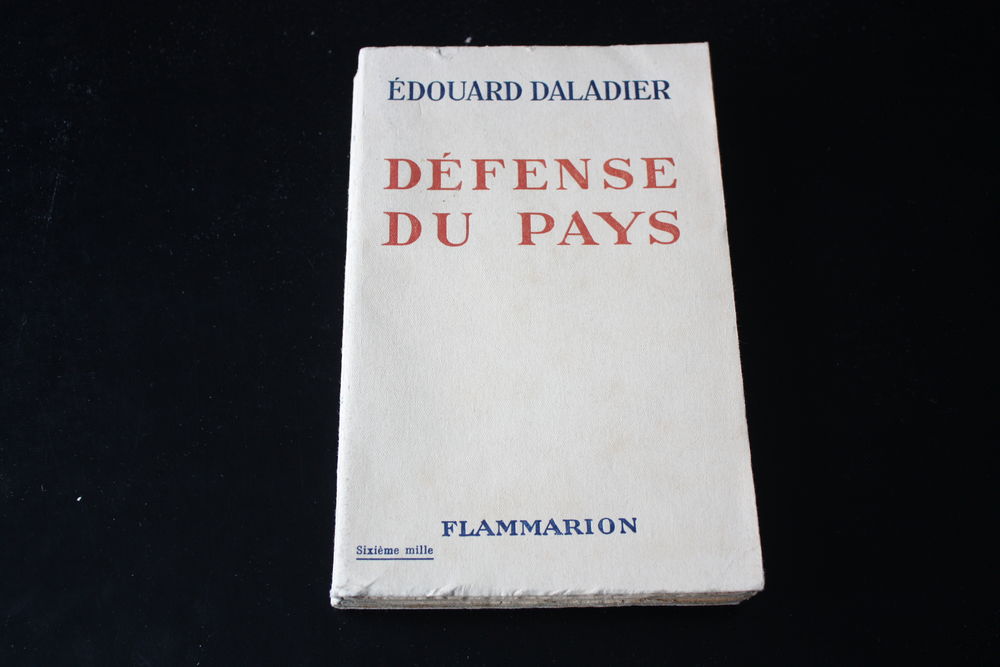 ÉDOUARD DALADIER
DÉFENSE
DU PAYS
FLAMMARION
Sixième mille